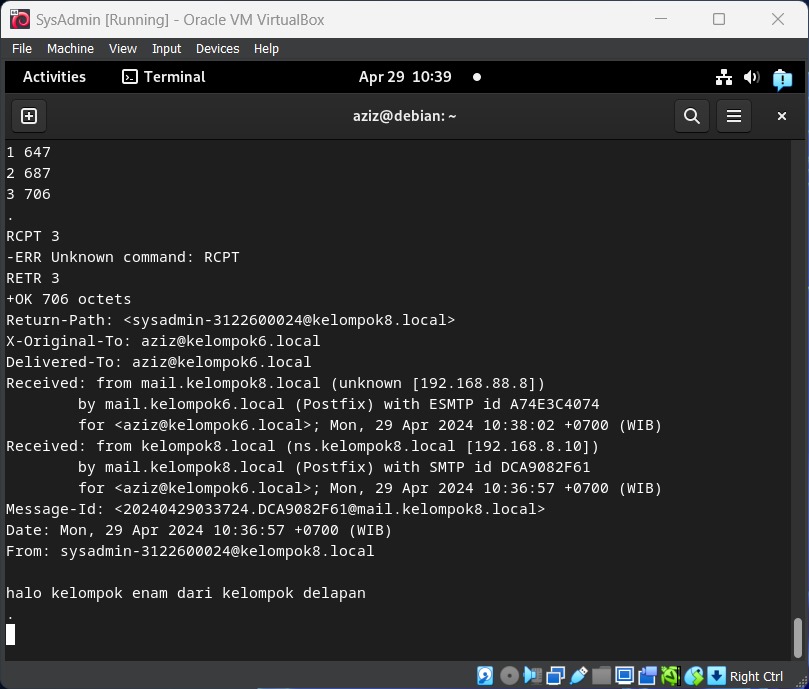 SysAdmin [Running] - Oracle VM VirtualBox
File Machine View Input Devices Help
Activities Terminal Apr 29 10:39
aziz@debian: ~
1 647
2 687
3 706
.
RCPT 3
-ERR Unknown command: RCPT
RETR 3
+OK 706 octets
Return-Path: <sysadmin-3122600024@kelompok8.local>
X-Original-To: aziz@kelompok6.local
Delivered-To: aziz@kelompok6.local
Received: from mail.kelompok8.local (unknown [192.168.88.8])
by mail.kelompok6.local (Postfix) with ESMTP id A74E3C4074
for <aziz@kelompok6.local>; Mon, 29 Apr 2024 10:38:02 +0700 (WIB)
Received: from kelompok8.local (ns.kelompok8.local [192.168.8.10])
by mail.kelompok8.local (Postfix) with SMTP id DCA9082F61
for <aziz@kelompok6.local>; Mon, 29 Apr 2024 10:36:57 +0700 (WIB)
Message-Id: <20240429033724.DCA9082F61@mail.kelompok8.local>
Date: Mon, 29 Apr 2024 10:36:57 +0700 (WIB)
From: sysadmin-3122600024@kelompok8.local

halo kelompok enam dari kelompok delapan
.
Right Ctrl